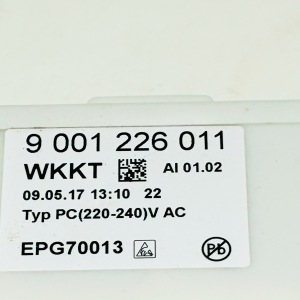 9 001 226 011
WKKT AI 01.02
09.05.17 13:10 22
Typ PC(220-240)V AC
EPG70013 Pb